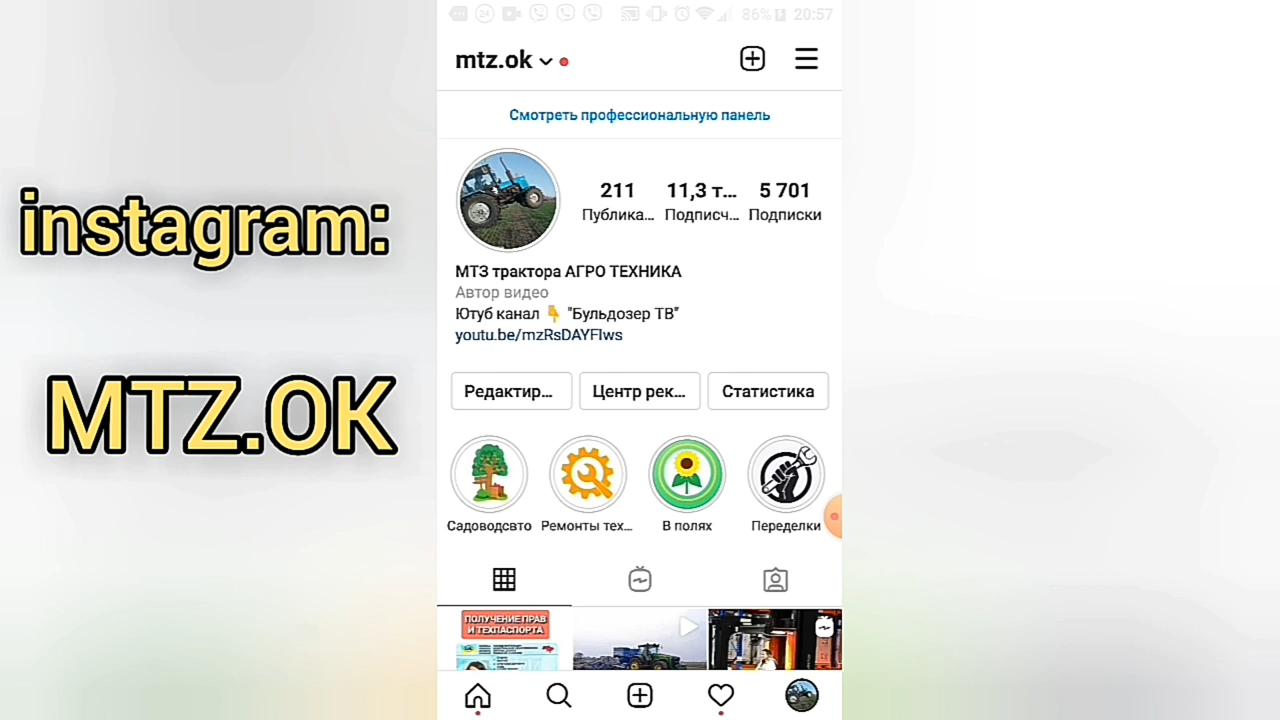 instagram:
MTZ.OK
24
86%
20:57
mtz.ok
Смотреть профессиональную панель
211
11,3 т...
5 701
Публика...
Подписч...
Подписки
МТЗ трактора АГРО ТЕХНИКА
Автор видео
Ютуб канал 👇 "Бульдозер ТВ"
youtu.be/mzRsDAYFIws
Редактир...
Центр рек...
Статистика
Садоводсвто
Ремонты тех...
В полях
Переделки
ПОЛУЧЕНИЕ ПРАВ
И ТЕХПАСПОРТА